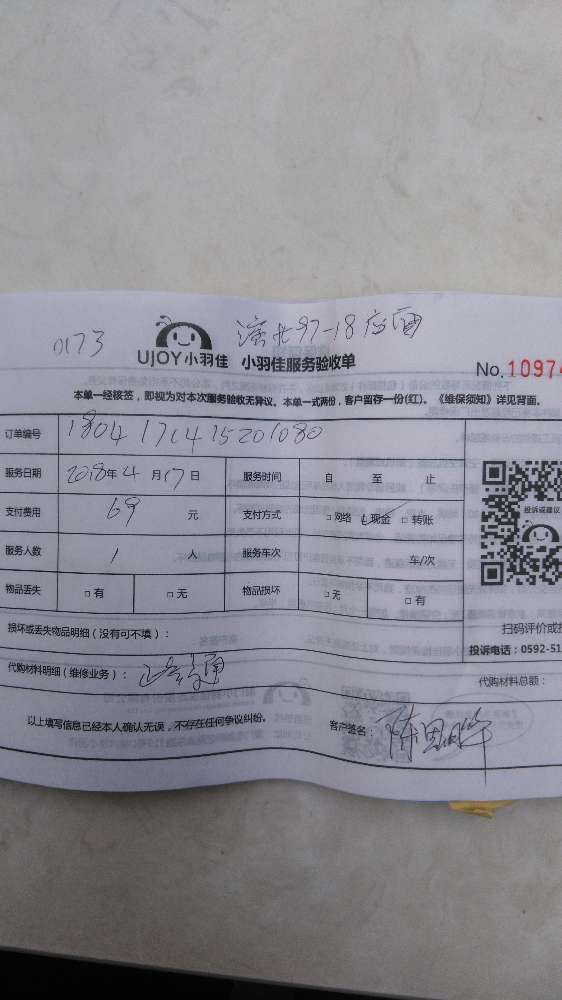 0173
UJOY小羽佳 小羽佳服务验收单
97-18店面
No.10974
本单一经核签,即视为对本次服务验收无异议。本单一式两份,客户留存一份(红)。《维保须知》详见背面。
订单编号 1804171415201080
服务日期 2018年4月17日 服务时间 自 至 止
支付费用 69 元 支付方式 □网络 □现金 □转账
投诉或建议
服务人数 1 人 服务车次 车/次
物品丢失 □有 □无 物品损坏 □无 □有
损坏或丢失物品明细(没有可不填):
扫码评价或投
投诉电话:0592-51
代购材料明细(维修业务):
代购材料总额:
以上填写信息已经本人确认无误,不存在任何争议纠纷。
客户签名:陈